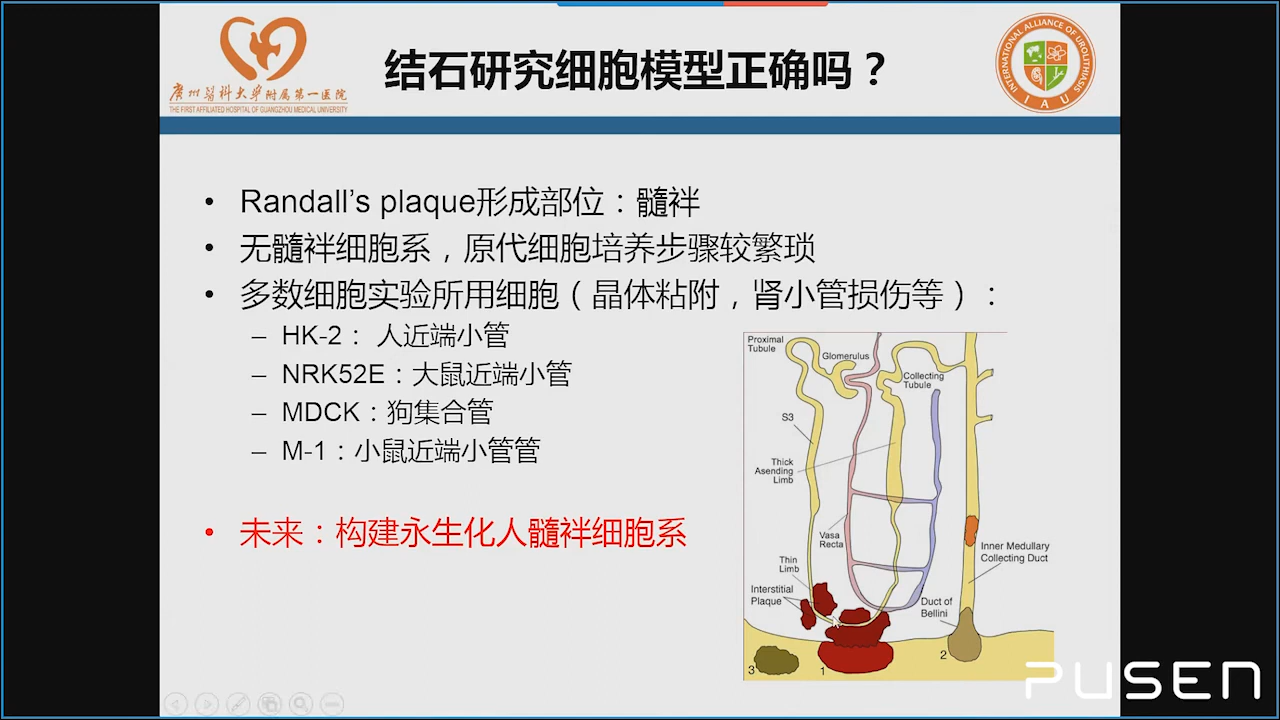 廣州醫科大學附属第一医院
THE FIRST AFFILIATED HOSPITAL OF GUANGZHOU MEDICAL UNIVERSITY
结石研究细胞模型正确吗？
INTERNATIONAL ALLIANCE OF UROLITHIASIS
I A U
• Randall's plaque形成部位：髓袢
• 无髓袢细胞系，原代细胞培养步骤较繁琐
• 多数细胞实验所用细胞（晶体粘附，肾小管损伤等）：
– HK-2： 人近端小管
– NRK52E：大鼠近端小管
– MDCK：狗集合管
– M-1：小鼠近端小管管
• 未来：构建永生化人髓袢细胞系
Proximal
Tubule
Glomerulus
Collecting
Tubule
S3
Thick
Asending
Limb
Vasa
Recta
Thin
Limb
Interstitial
Plaque
Inner Medullary
Collecting Duct
Duct of
Bellini
3
1
2
PUSEN